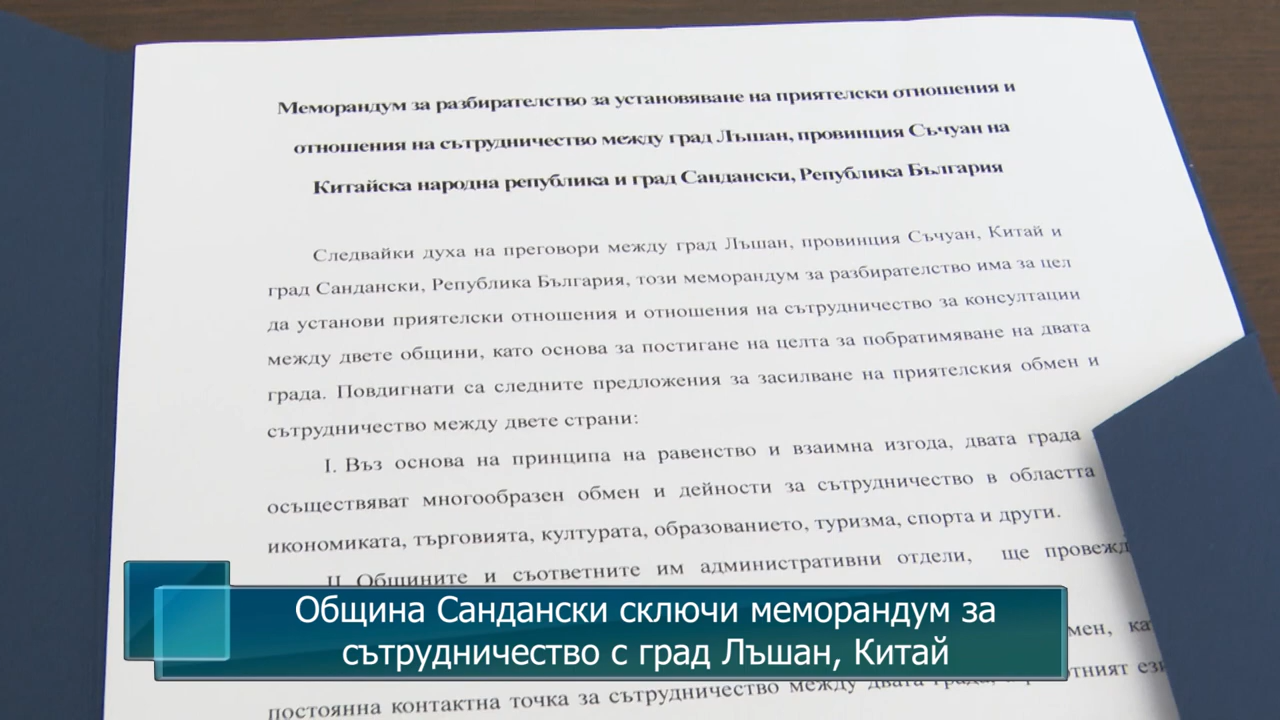 Меморандум за разбирателство за установяване на приятелски отношения и
отношения на сътрудничество между град Лъшан, провинция Съчуан на
Китайска народна република и град Сандански, Република България
Следвайки духа на преговори между град Лъшан, провинция Съчуан, Китай и
град Сандански, Република България, този меморандум за разбирателство има за цел
да установи приятелски отношения и отношения на сътрудничество за консултации
между двете общини, като основа за постигане на целта за побратимяване на двата
града. Повдигнати са следните предложения за засилване на приятелския обмен и
сътрудничество между двете страни:
I. Въз основа на принципа на равенство и взаимна изгода, двата града
осъществяват многообразен обмен и дейности за сътрудничество в областта
икономиката, търговията, културата, образованието, туризма, спорта и други.
II Общините и съответните им административни отдели, ще
Община Сандански сключи меморандум за
сътрудничество с град Лъшан, Китай
постоянна контактна точка за сътрудничество между двата града,